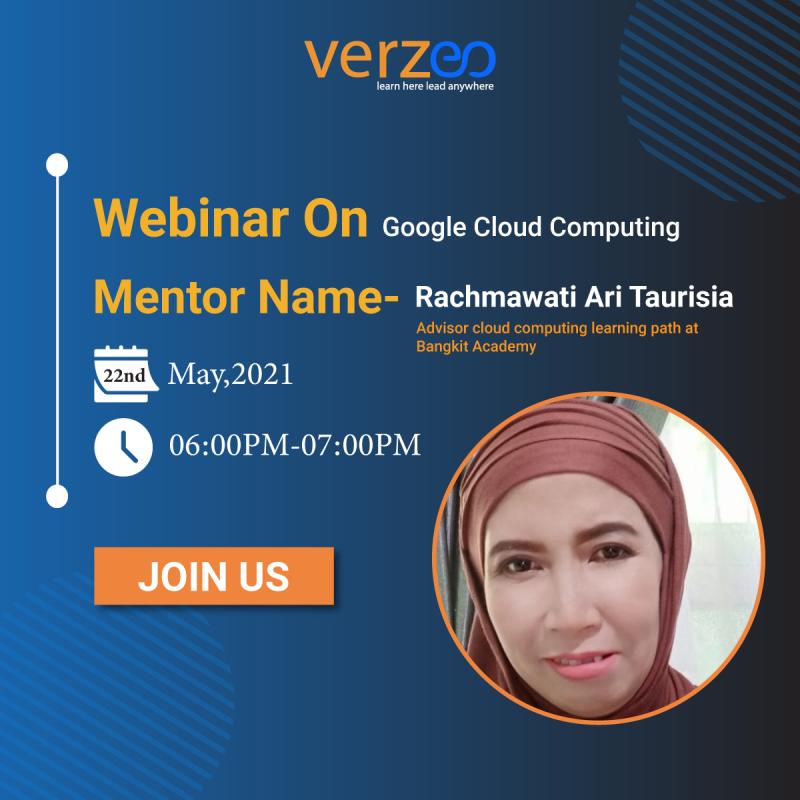 verzeo
learn here lead anywhere
Webinar On Google Cloud Computing
Mentor Name- Rachmawati Ari Taurisia
Advisor cloud computing learning path at
Bangkit Academy
22nd May,2021
06:00PM-07:00PM
JOIN US